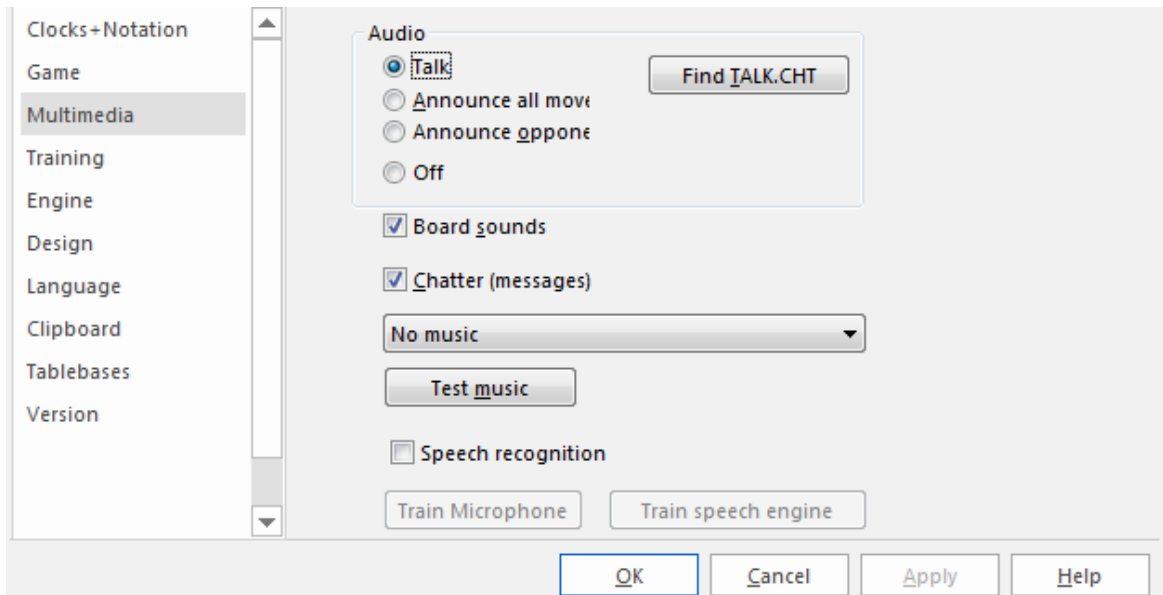 Clocks+Notation
Game
Multimedia
Training
Engine
Design
Language
Clipboard
Tablebases
Version
Audio
Talk
Find TALK.CHT
Announce all move
Announce oppone
Off
Board sounds
Chatter (messages)
No music
Test music
Speech recognition
Train Microphone
Train speech engine
OK
Cancel
Apply
Help